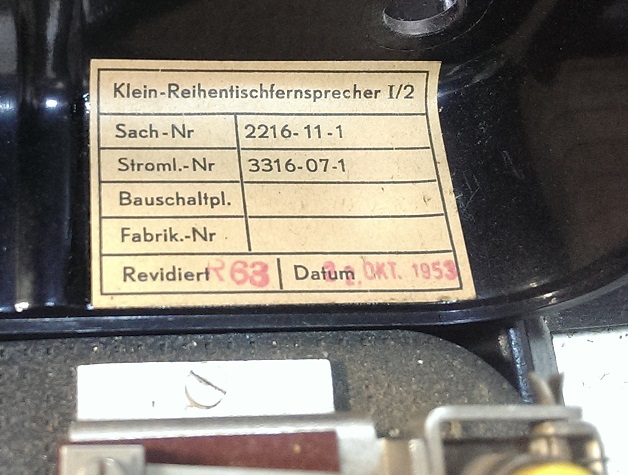 Klein-Reihentischfernsprecher I/2
Sach-Nr 2216-11-1
Stroml.-Nr 3316-07-1
Bauschaltpl.
Fabrik.-Nr
Revidiert R 63 Datum OKT. 1953